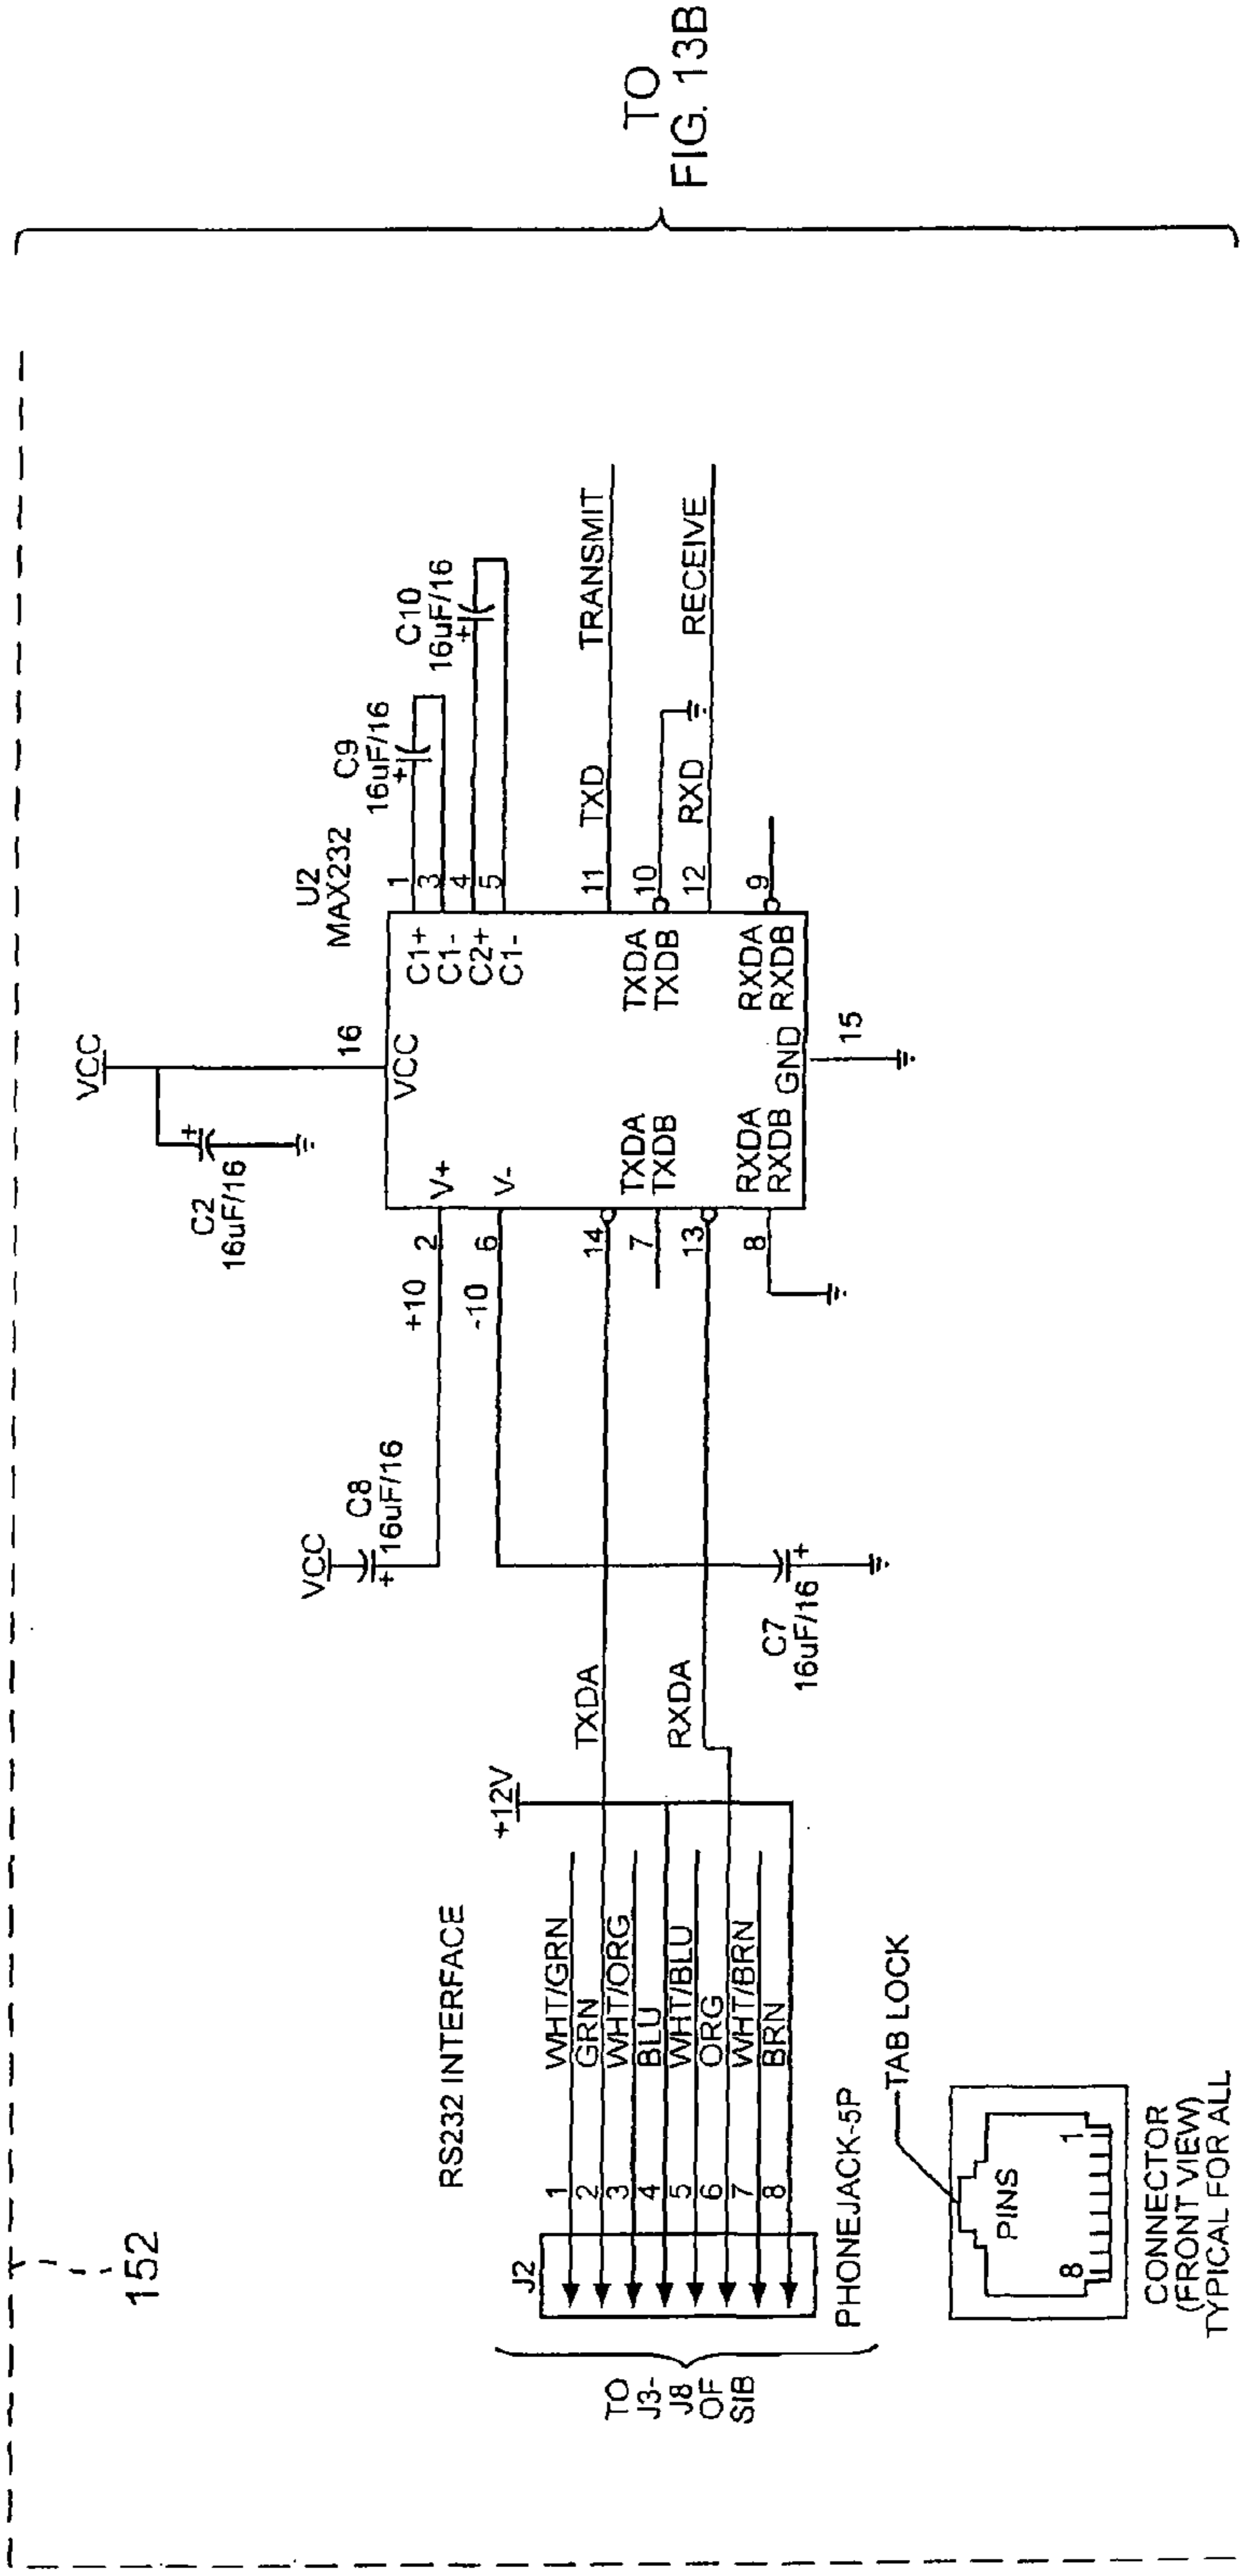 152
TO
FIG. 13B
VCC
C2
16uF/16
16
U2
MAX232
VCC
V+
V-
C1+
C1-
C2+
C1-
1
3
4
5
C9
16uF/16
C10
16uF/16
VCC
C8
16uF/16
+10
2
-10
6
TXDA
TXDB
14
7
13
8
RXDA
RXDB
GND
15
TXDA
TXDB
RXDA
RXDB
11
10
12
9
TXD
TRANSMIT
RXD
RECEIVE
RS232 INTERFACE
+12V
TXDA
RXDA
C7
16uF/16
J2
1
2
3
4
5
6
7
8
WHT/GRN
GRN
WHT/ORG
BLU
WHT/BLU
ORG
WHT/BRN
BRN
TO
J3-
J8
OF
SIB
PHONEJACK-5P
TAB LOCK
PINS
8
1
CONNECTOR
(FRONT VIEW)
TYPICAL FOR ALL